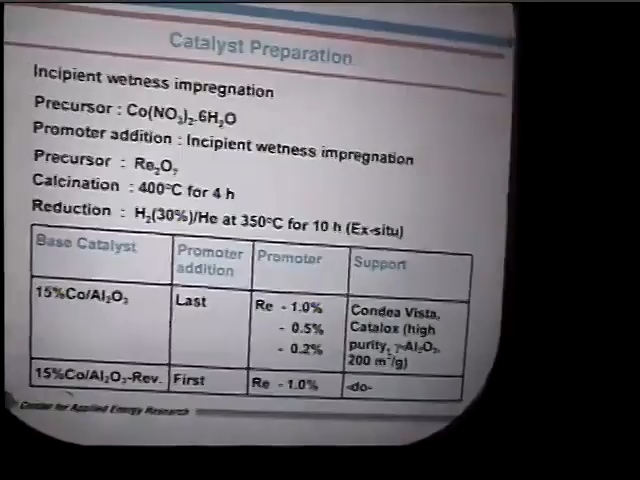 Catalyst Preparation
Incipient wetness impregnation
Precursor : Co(NO3)2.6H2O
Promoter addition : Incipient wetness impregnation
Precursor : Re2O7
Calcination : 400°C for 4 h
Reduction : H2(30%)/He at 350°C for 10 h (Ex-situ)
Base Catalyst Promoter addition Promoter Support
15%Co/Al2O3 Last Re - 1.0%
- 0.5%
- 0.2%
Condea Vista,
Catalox (high
purity, γ-Al2O3,
200 m2/g)
15%Co/Al2O3-Rev. First Re - 1.0% -do-
Center for Applied Energy Research